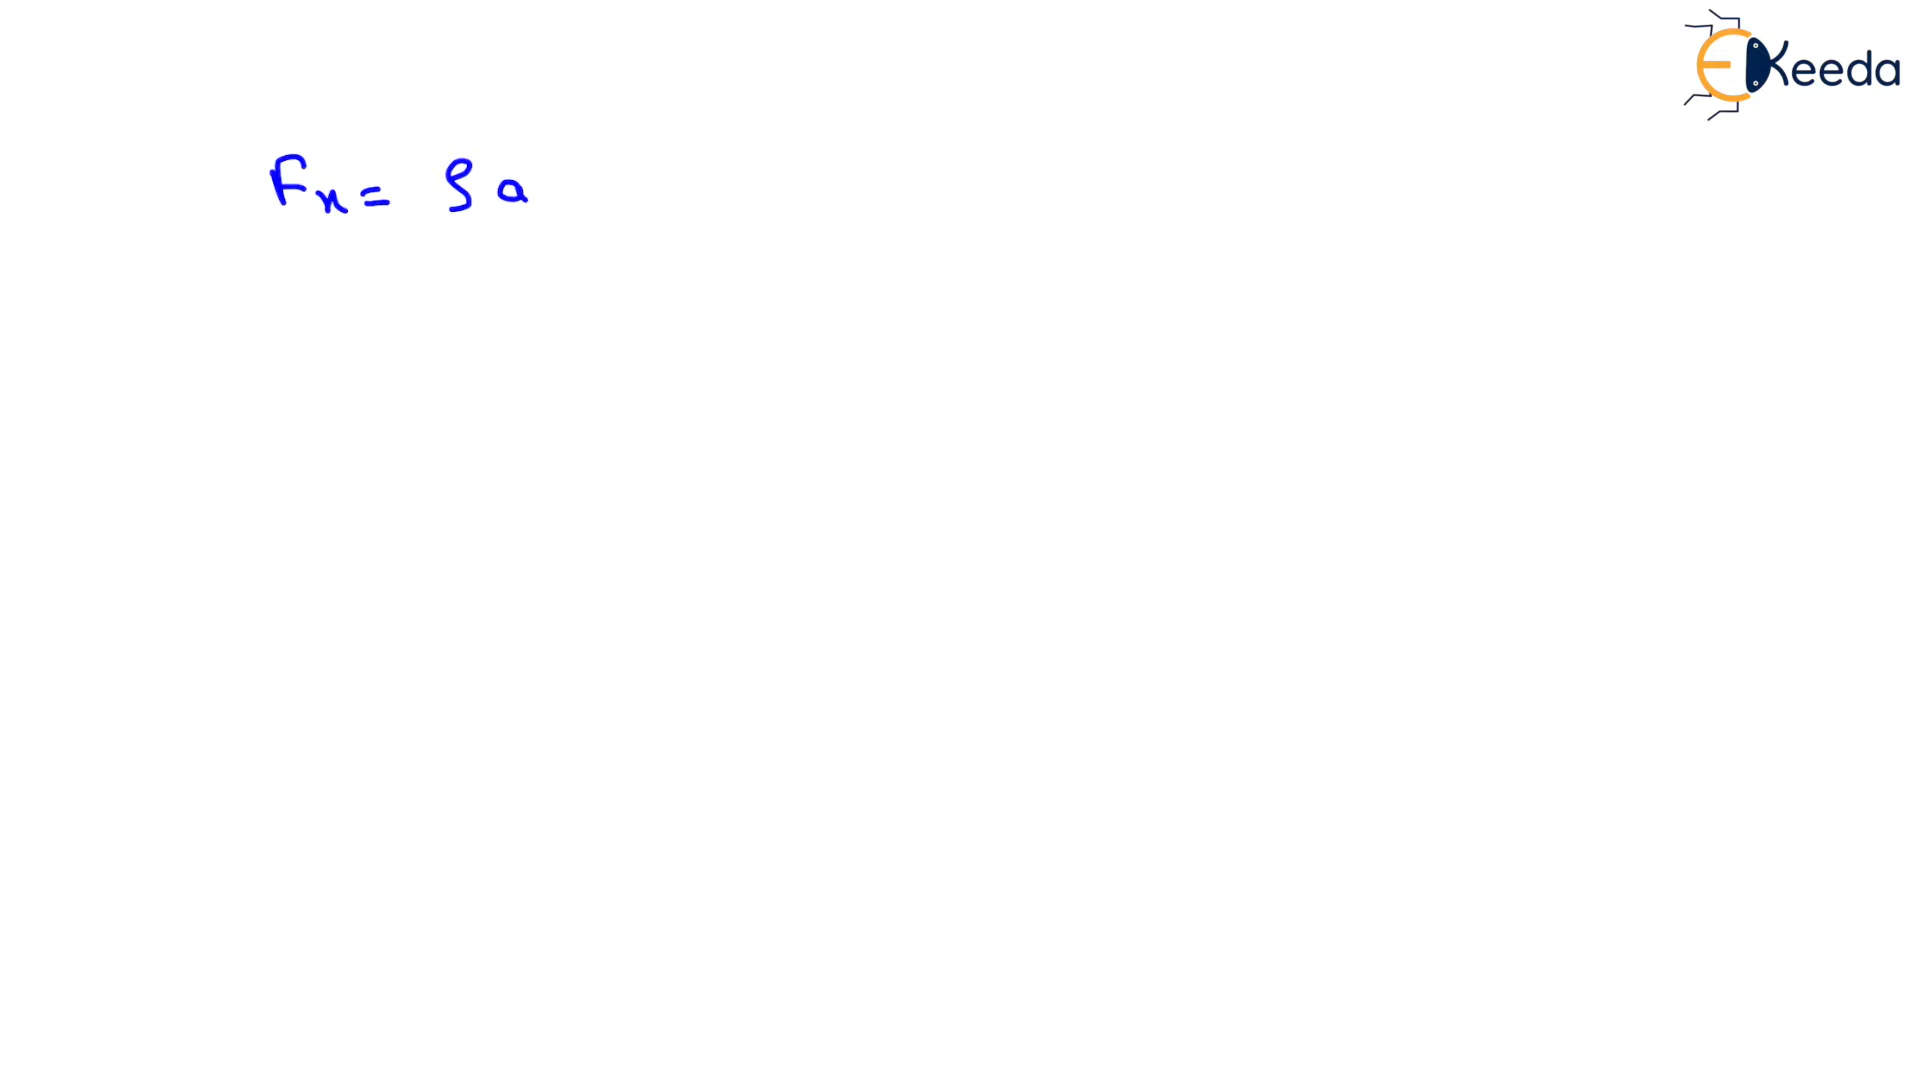 EKeeda
Fx = ρ a